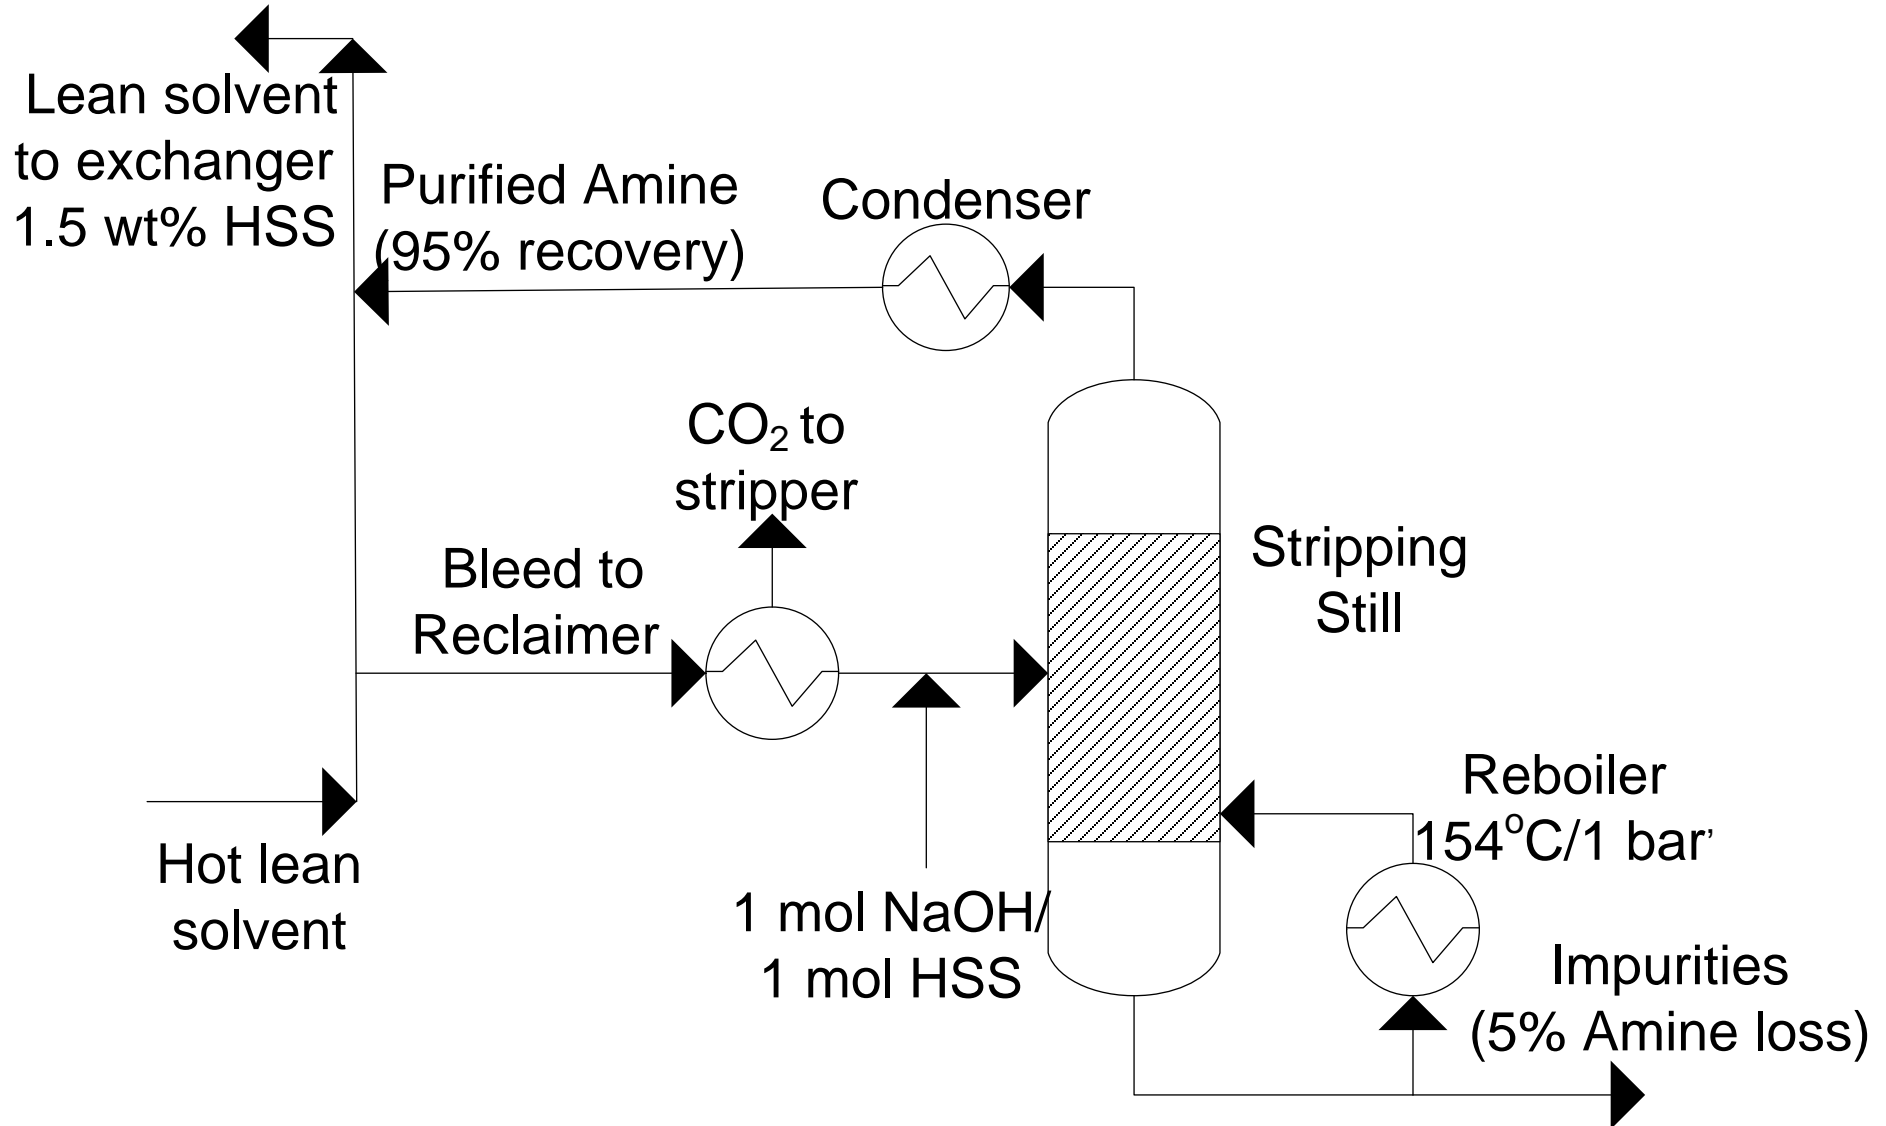 Lean solvent
to exchanger
1.5 wt% HSS
Purified Amine
(95% recovery)
Condenser
CO₂ to
stripper
Bleed to
Reclaimer
Stripping
Still
Hot lean
solvent
1 mol NaOH/
1 mol HSS
Reboiler
154°C/1 bar’
Impurities
(5% Amine loss)